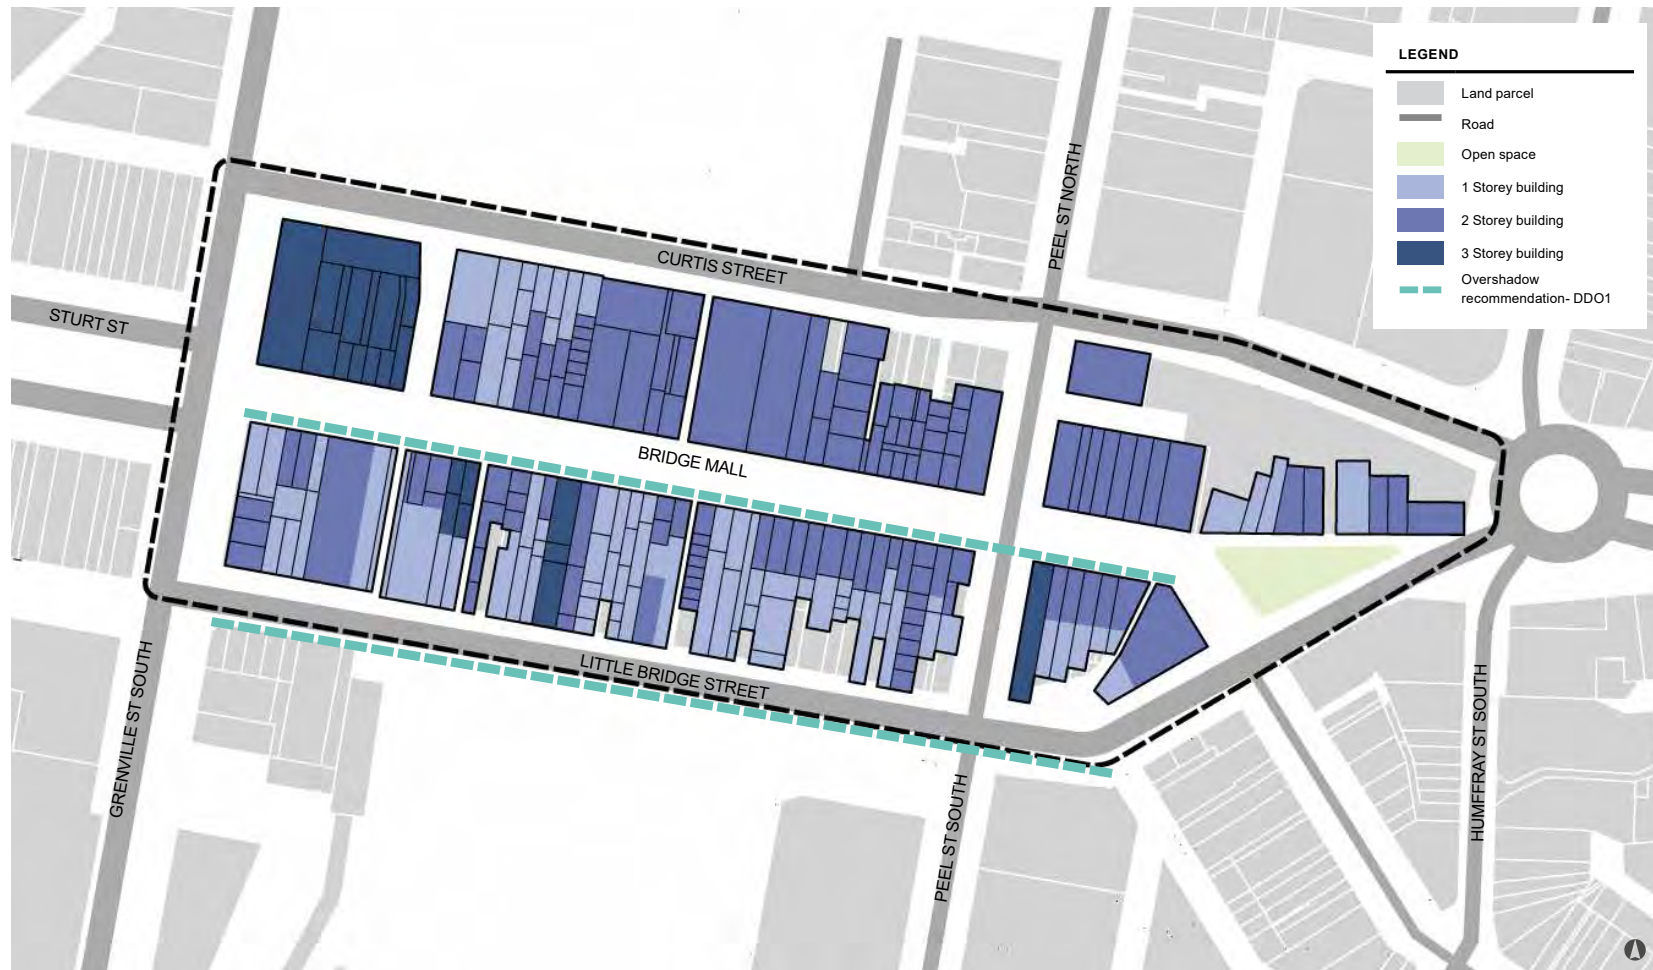 LEGEND
Land parcel
Road
Open space
1 Storey building
2 Storey building
3 Storey building
Overshadow
recommendation- DDO1
CURTIS STREET
PEEL ST NORTH
STURT ST
BRIDGE MALL
LITTLE BRIDGE STREET
GRENVILLE ST SOUTH
PEEL ST SOUTH
HUMFFRAY ST SOUTH